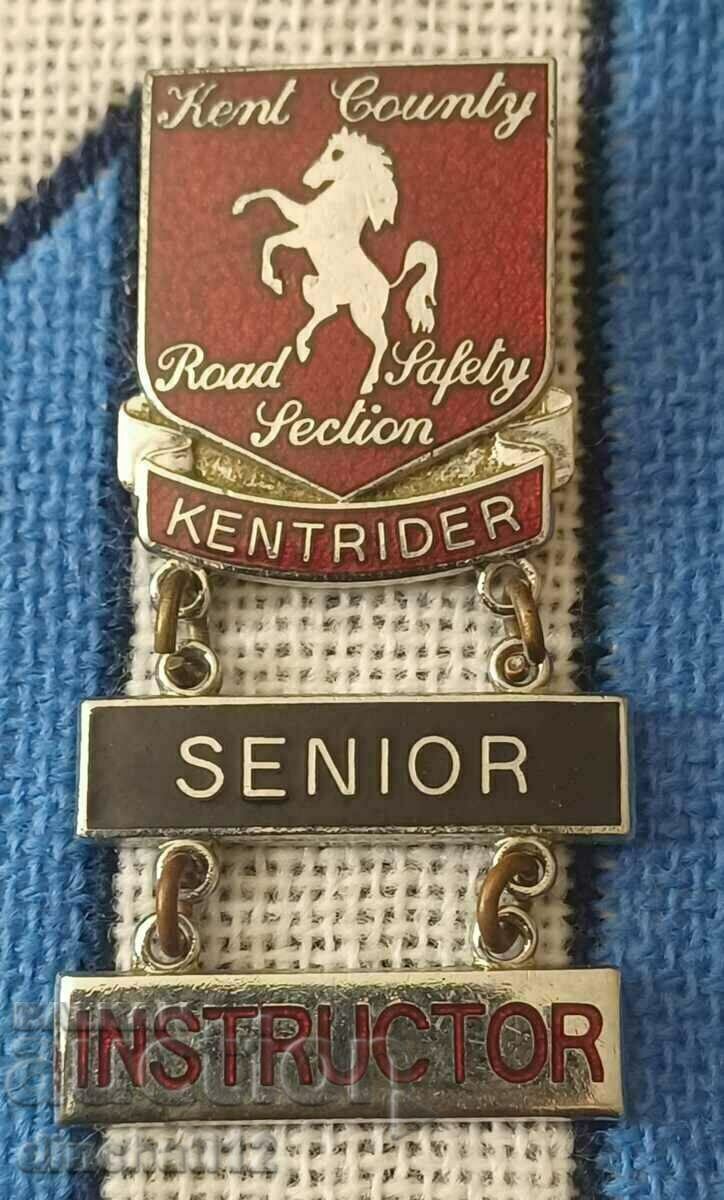 Kent County
Road Safety
Section
KENTRIDER
SENIOR
INSTRUCTOR